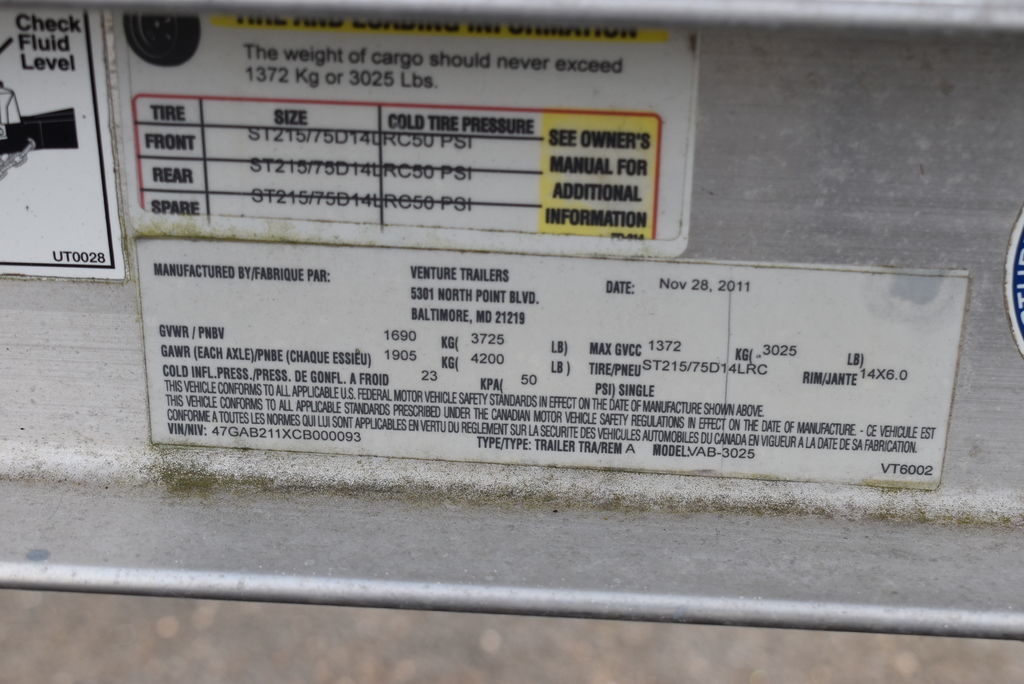 Check
Fluid
Level
UT0028
TIRE AND LOADING INFORMATION
The weight of cargo should never exceed
1372 Kg or 3025 Lbs.
TIRE SIZE COLD TIRE PRESSURE
FRONT ST215/75D14LRC50 PSI
REAR ST215/75D14LRC50 PSI
SPARE ST215/75D14LRC50 PSI
SEE OWNER'S
MANUAL FOR
ADDITIONAL
INFORMATION
MANUFACTURED BY/FABRIQUE PAR: VENTURE TRAILERS DATE: Nov 28, 2011
5301 NORTH POINT BLVD.
BALTIMORE, MD 21219
GVWR / PNBV 1690 KG( 3725 LB) MAX GVCC 1372 KG( 3025 LB)
GAWR (EACH AXLE)/PNBE (CHAQUE ESSIEU) 1905 KG( 4200 LB) TIRE/PNEU ST215/75D14LRC RIM/JANTE 14X6.0
COLD INFL.PRESS./PRESS. DE GONFL. A FROID 23 KPA( 50 PSI) SINGLE
THIS VEHICLE CONFORMS TO ALL APPLICABLE U.S. FEDERAL MOTOR VEHICLE SAFETY STANDARDS IN EFFECT ON THE DATE OF MANUFACTURE SHOWN ABOVE.
THIS VEHICLE CONFORMS TO ALL APPLICABLE STANDARDS PRESCRIBED UNDER THE CANADIAN MOTOR VEHICLE SAFETY REGULATIONS IN EFFECT ON THE DATE OF MANUFACTURE. - CE VEHICULE EST
CONFORME A TOUTES LES NORMES QUI LUI SONT APPLICABLES EN VERTU DU REGLEMENT SUR LA SECURITE DES VEHICULES AUTOMOBILES DU CANADA EN VIGUEUR A LA DATE DE SA FABRICATION.
VIN/NIV: 47GAB211XCB000093 TYPE/TYPE: TRAILER TRA/REM A MODEL: VAB-3025
VT6002